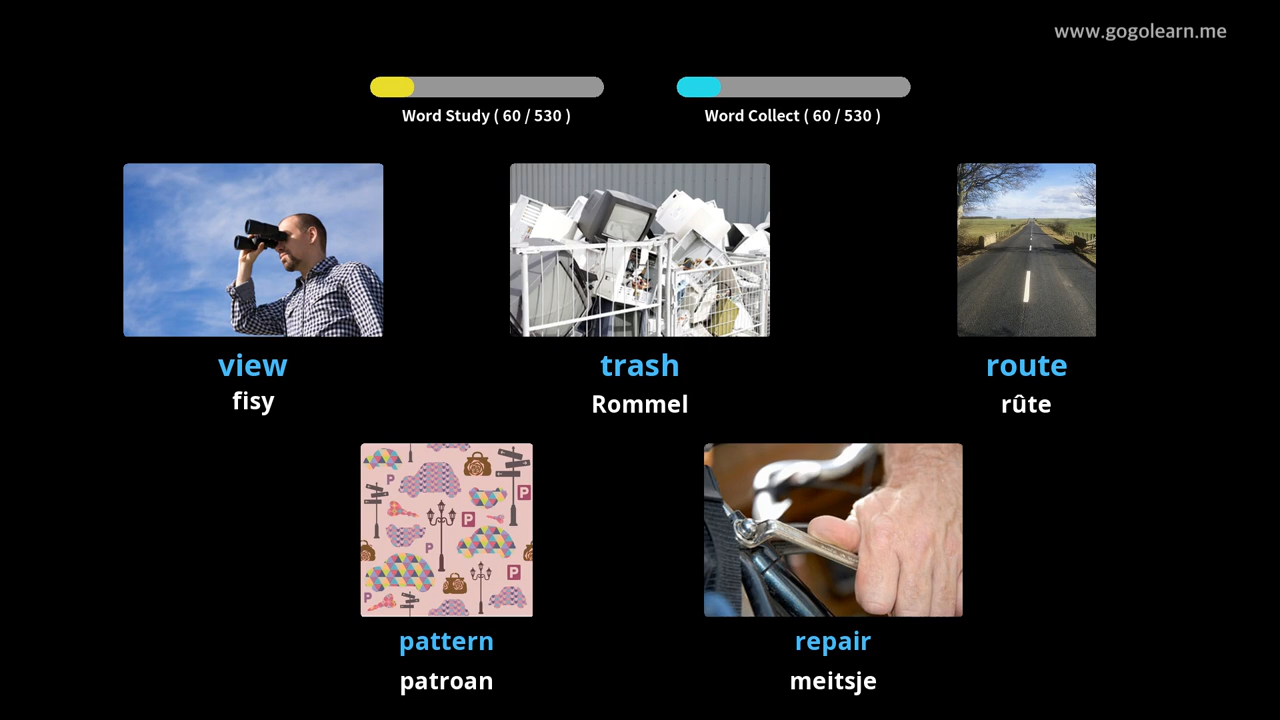 www.gogolearn.me
Word Study ( 60 / 530 )
Word Collect ( 60 / 530 )
view
fisy
trash
Rommel
route
rûte
P
P
P
P
P
P
pattern
patroan
repair
meitsje